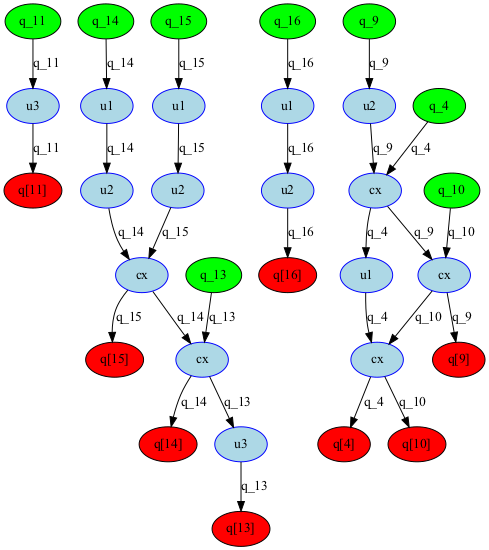 q_11 q_14 q_15 q_16 q_9
q_11 q_14 q_15 q_16 q_9 q_4
u3 u1 u1 u1 u2
q_11 q_14 q_15 q_16 q_9 q_4
q[11] u2 u2 u2 cx q_10
q_14 q_15 q_16 q_4 q_9 q_10
cx q_13 q[16] u1 cx
q_15 q_14 q_13 q_4 q_10 q_9
q[15] cx cx q[9]
q_14 q_13 q_4 q_10
q[14] u3 q[4] q[10]
q_13
q[13]